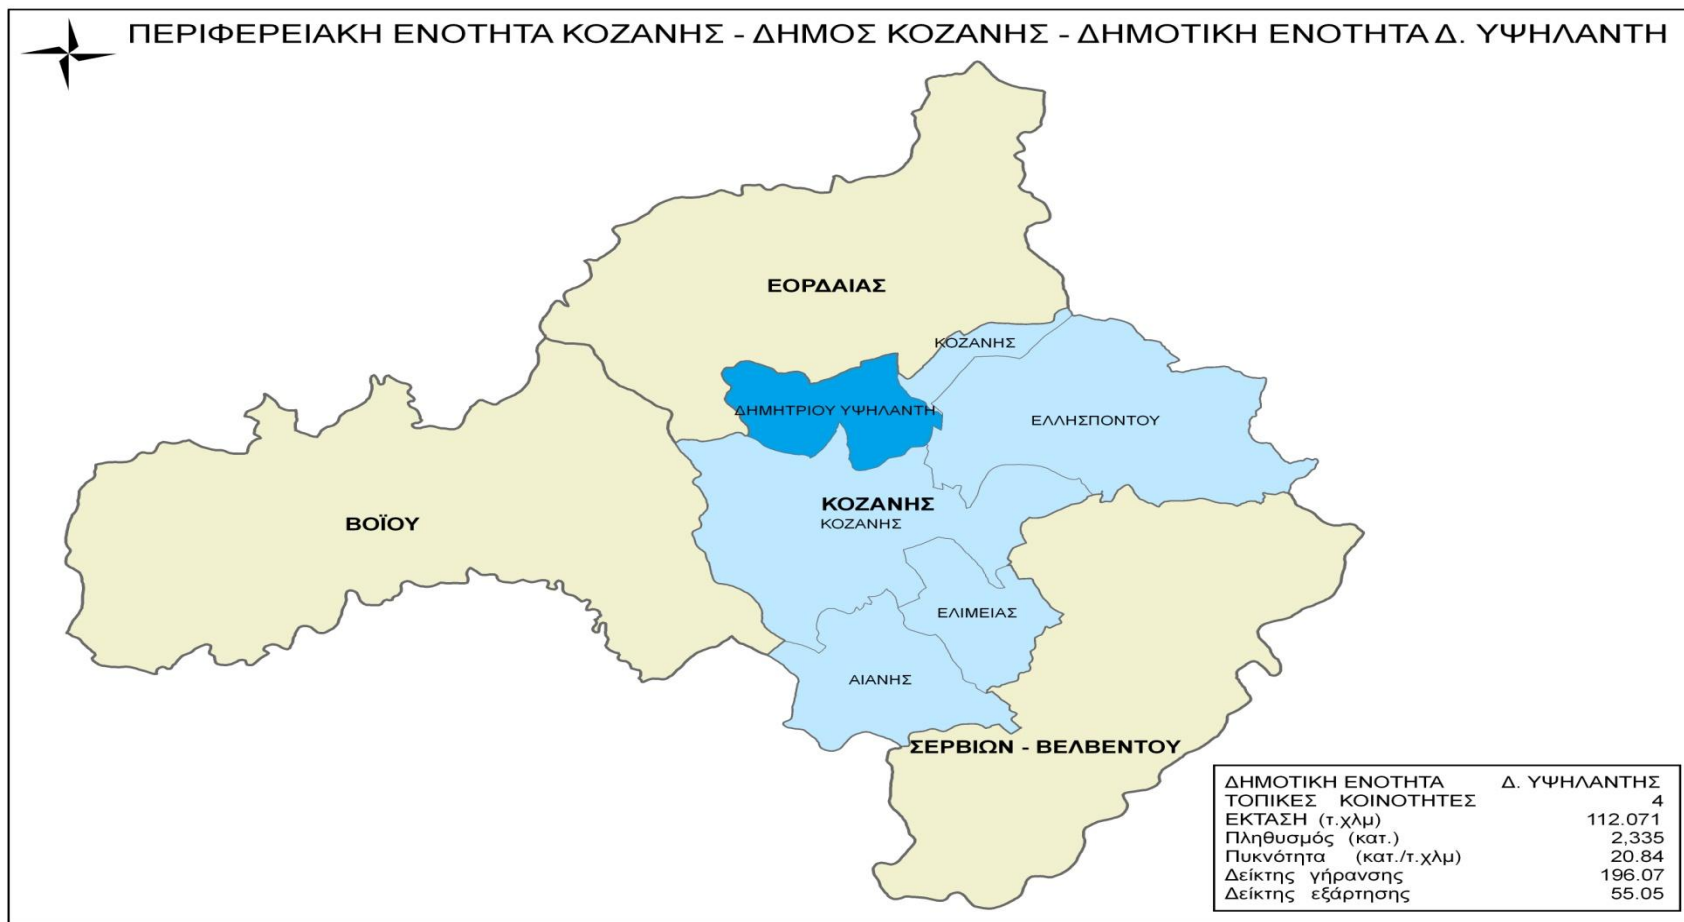 ΠΕΡΙΦΕΡΕΙΑΚΗ ΕΝΟΤΗΤΑ ΚΟΖΑΝΗΣ - ΔΗΜΟΣ ΚΟΖΑΝΗΣ - ΔΗΜΟΤΙΚΗ ΕΝΟΤΗΤΑ Δ. ΥΨΗΛΑΝΤΗ
ΕΟΡΔΑΙΑΣ
ΚΟΖΑΝΗΣ
ΔΗΜΗΤΡΙΟΥ ΥΨΗΛΑΝΤΗ
ΕΛΛΗΣΠΟΝΤΟΥ
ΚΟΖΑΝΗΣ
ΚΟΖΑΝΗΣ
ΒΟΪΟΥ
ΕΛΙΜΕΙΑΣ
ΑΙΑΝΗΣ
ΣΕΡΒΙΩΝ - ΒΕΛΒΕΝΤΟΥ
ΔΗΜΟΤΙΚΗ ΕΝΟΤΗΤΑ Δ. ΥΨΗΛΑΝΤΗΣ
ΤΟΠΙΚΕΣ ΚΟΙΝΟΤΗΤΕΣ 4
ΕΚΤΑΣΗ (τ.χλμ) 112.071
Πληθυσμός (κατ.) 2,335
Πυκνότητα (κατ./τ.χλμ) 20.84
Δείκτης γήρανσης 196.07
Δείκτης εξάρτησης 55.05